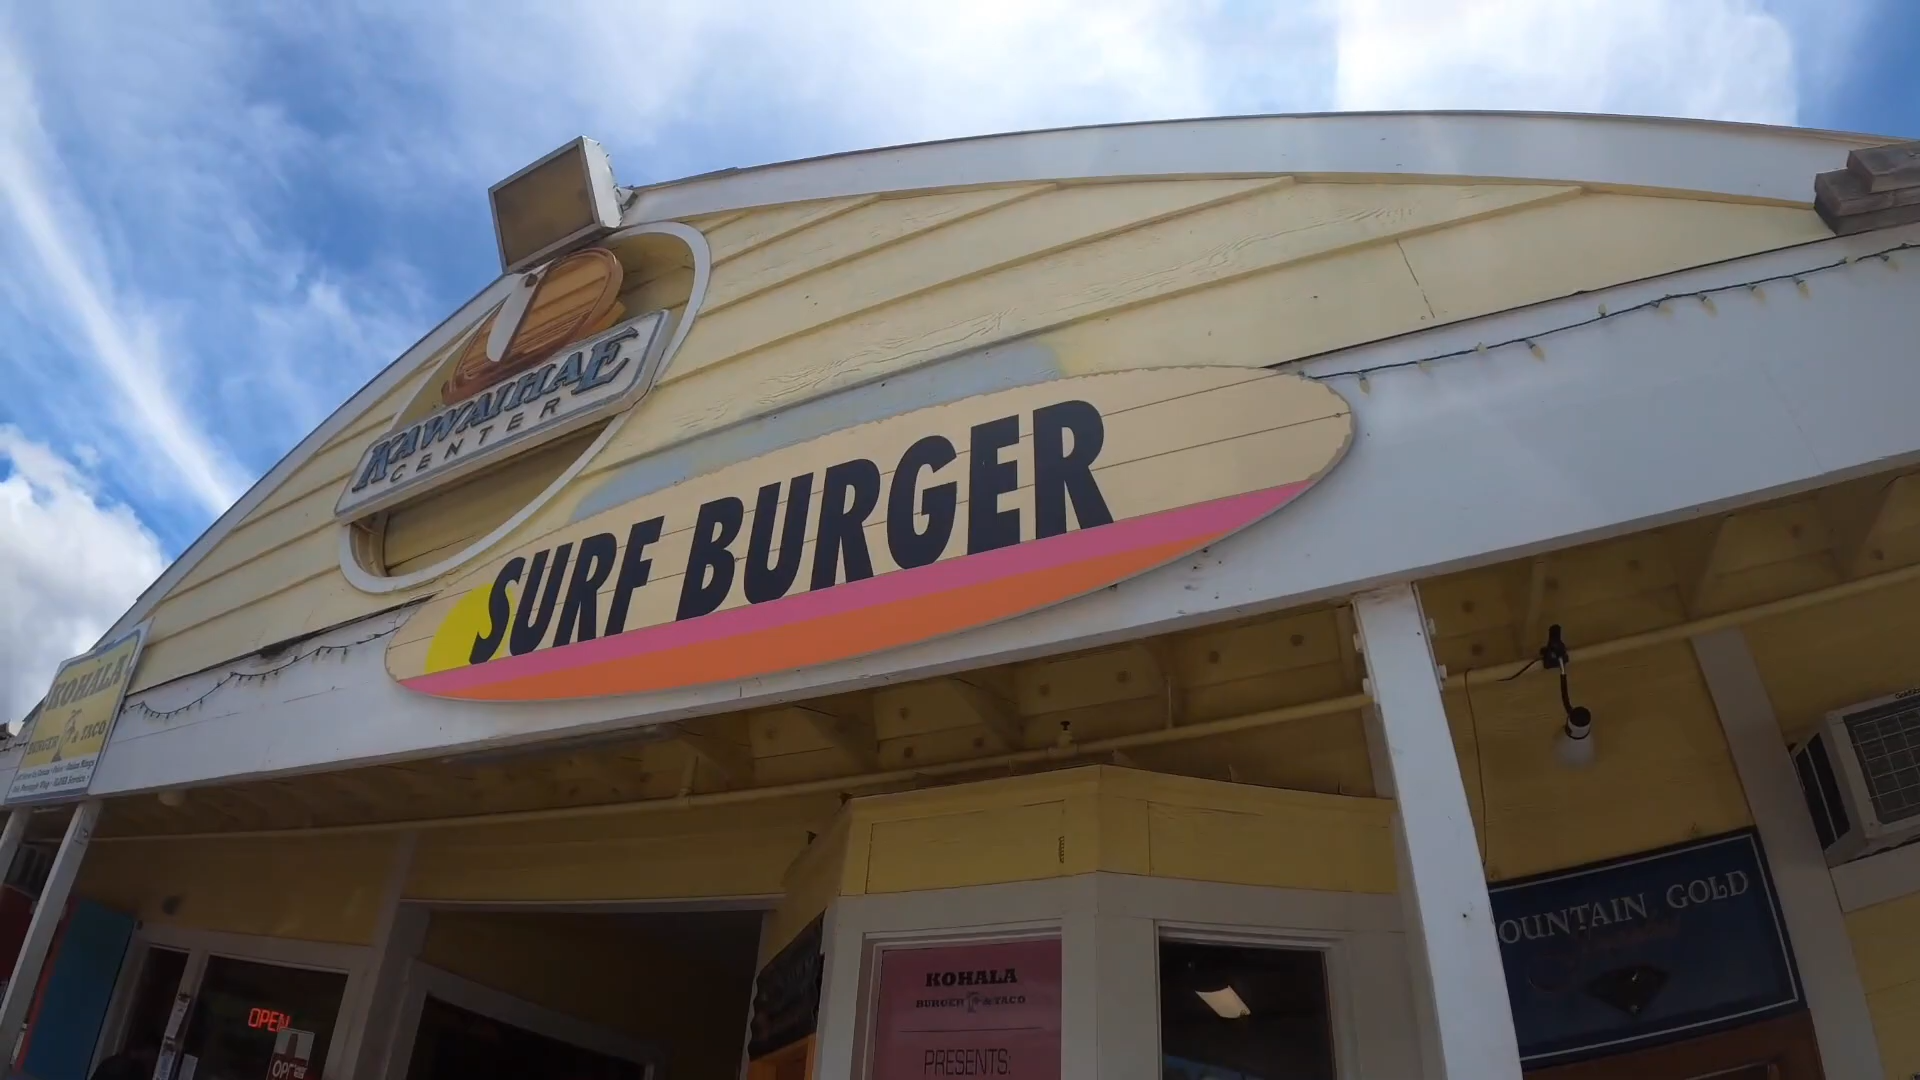 KAWAIHAE
CENTER
SURF BURGER
KOHALA
BURGER & TACO
OPEN
KOHALA
BURGER & TACO
PRESENTS:
OUNTAIN GOLD